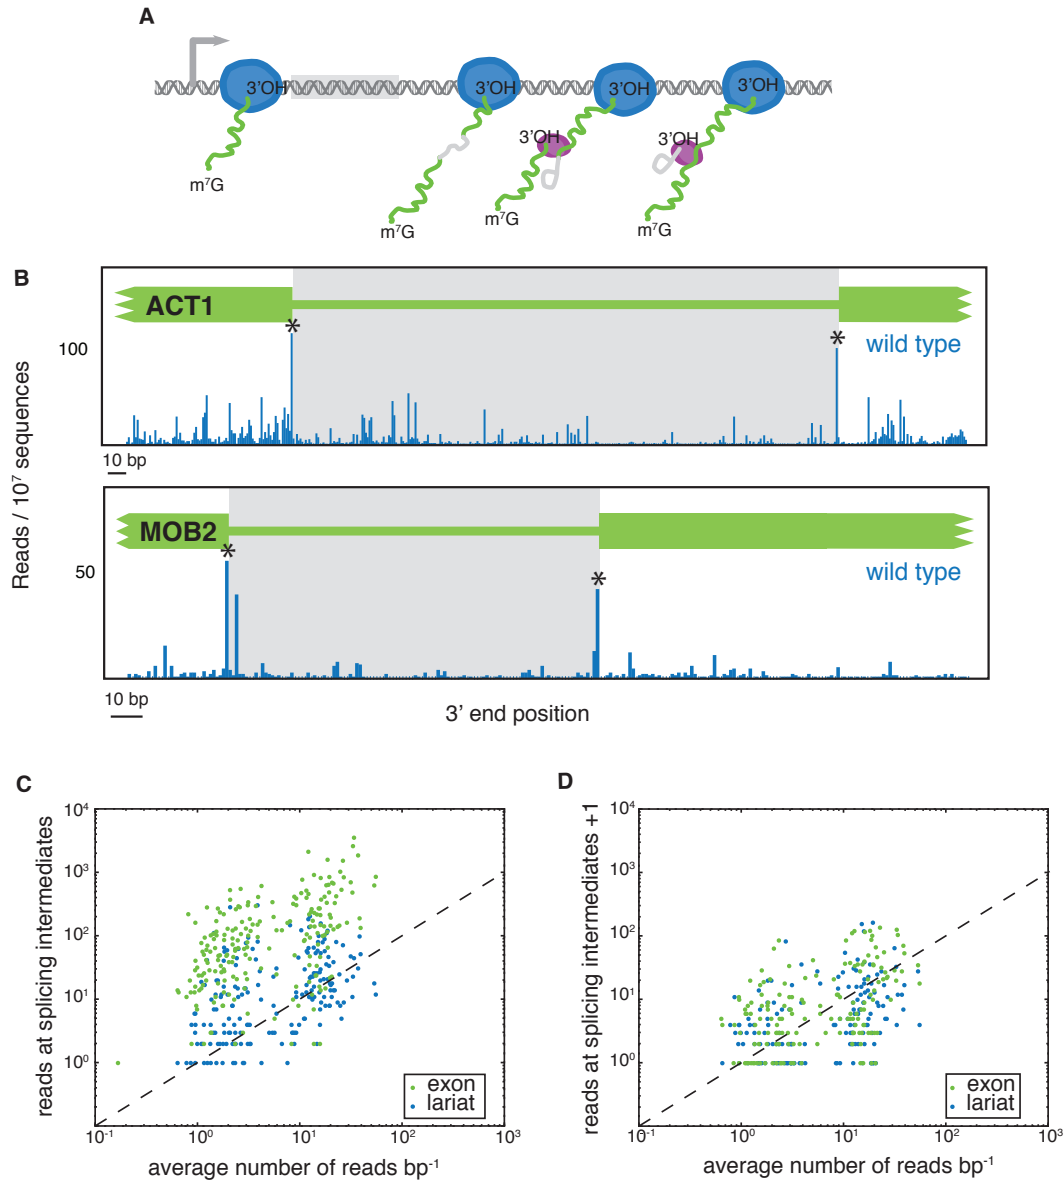 A
3'OH 3'OH 3'OH 3'OH
3'OH 3'OH
m⁷G
m⁷G m⁷G m⁷G
B
ACT1
* *
wild type
100
10 bp
Reads / 10⁷ sequences
MOB2
* *
wild type
50
10 bp
3' end position
C
reads at splicing intermediates
10⁴
10³
10²
10¹
10⁰
exon
lariat
10⁻¹ 10⁰ 10¹ 10² 10³
average number of reads bp⁻¹
D
reads at splicing intermediates +1
10⁴
10³
10²
10¹
10⁰
exon
lariat
10⁻¹ 10⁰ 10¹ 10² 10³
average number of reads bp⁻¹